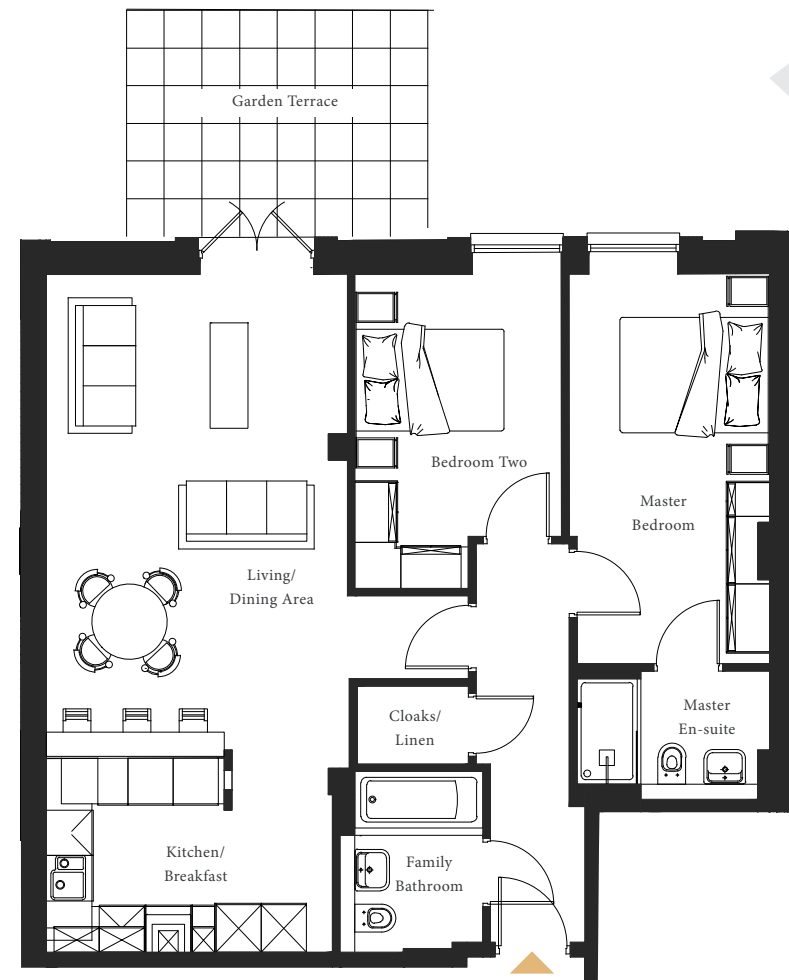 Garden Terrace
Bedroom Two
Master
Bedroom
Living/
Dining Area
Cloaks/
Linen
Master
En-suite
Kitchen/
Breakfast
Family
Bathroom